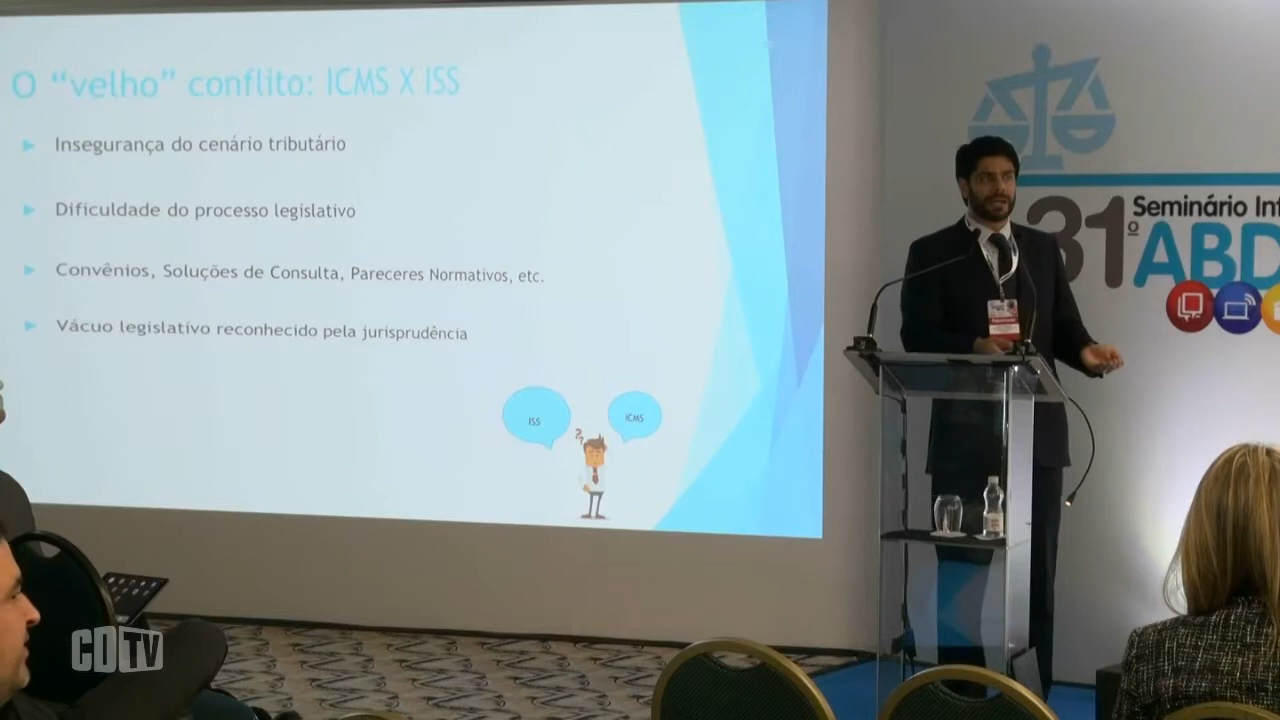 O “velho” conflito: ICMS X ISS
Insegurança do cenário tributário
Dificuldade do processo legislativo
Convênios, Soluções de Consulta, Pareceres Normativos, etc.
Vácuo legislativo reconhecido pela jurisprudência
ISS
ICMS
??
31º
Seminário Int
ABD
CDTV